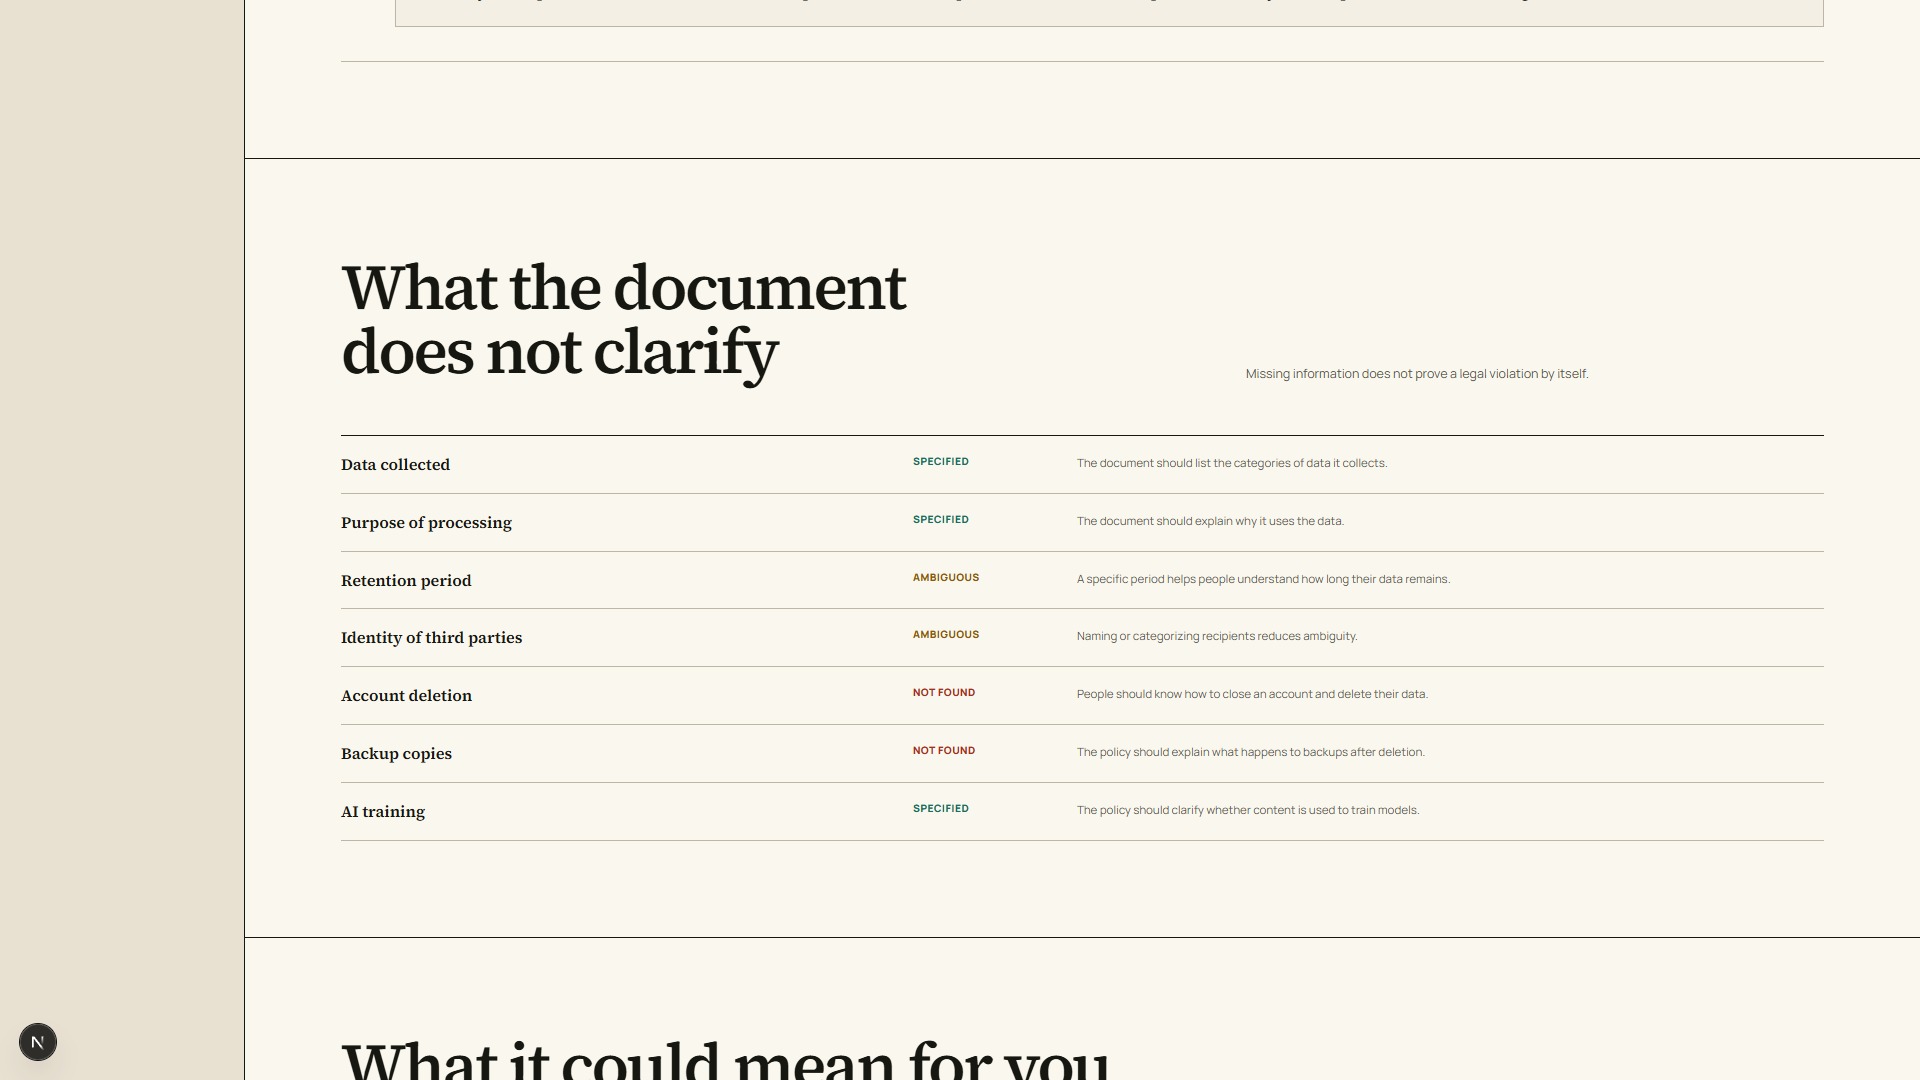 What the document
does not clarify
Missing information does not prove a legal violation by itself.
Data collected
SPECIFIED
The document should list the categories of data it collects.
Purpose of processing
SPECIFIED
The document should explain why it uses the data.
Retention period
AMBIGUOUS
A specific period helps people understand how long their data remains.
Identity of third parties
AMBIGUOUS
Naming or categorizing recipients reduces ambiguity.
Account deletion
NOT FOUND
People should know how to close an account and delete their data.
Backup copies
NOT FOUND
The policy should explain what happens to backups after deletion.
AI training
SPECIFIED
The policy should clarify whether content is used to train models.
What it could mean for you
N